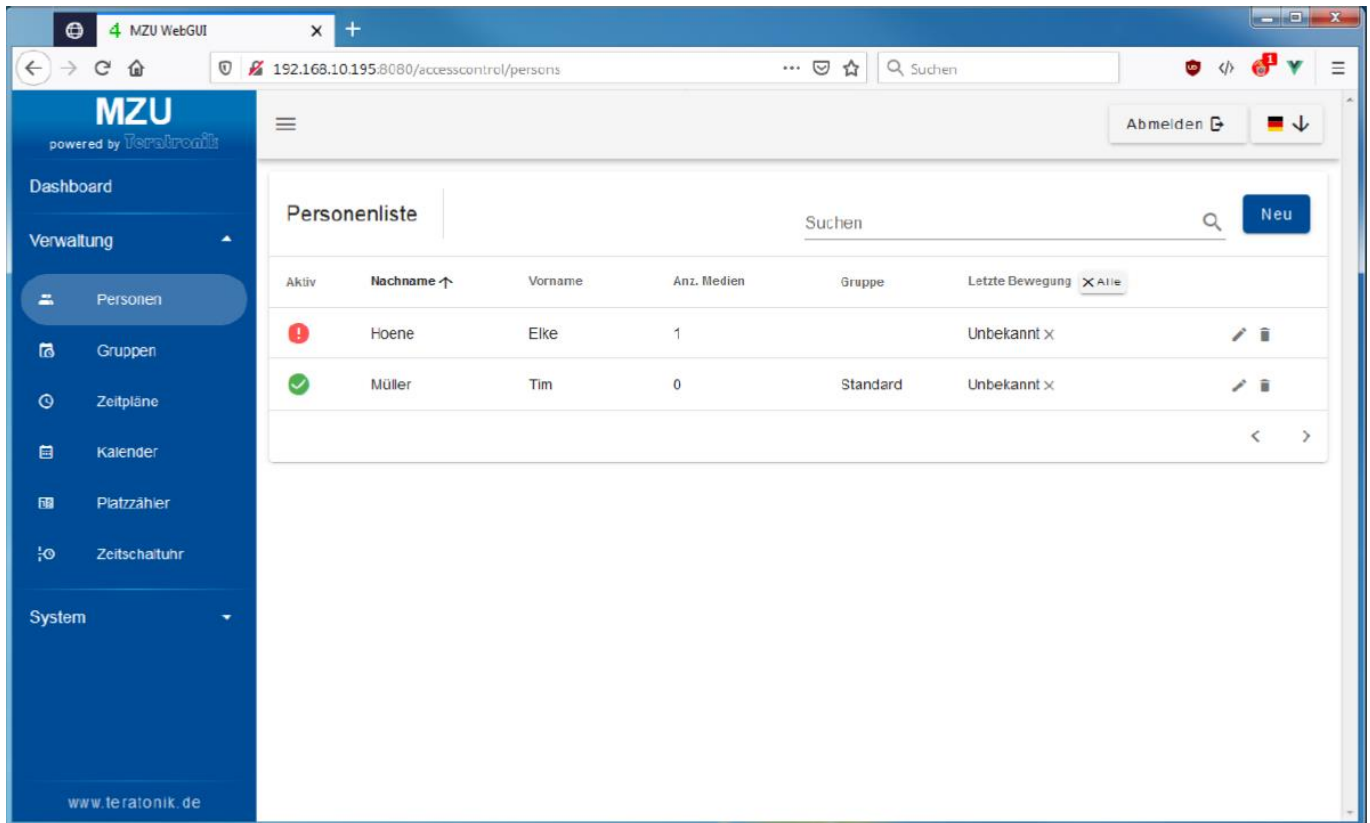 4 MZU WebGUI
192.168.10.195:8080/accesscontrol/persons
Suchen
1
MZU
powered by Teratronik
Abmelden
Dashboard
Personenliste
Suchen
Neu
Verwaltung
Aktiv Nachname Vorname Anz. Medien Gruppe Letzte Bewegung Alle
Personen
Hoene Elke 1 Unbekannt
Gruppen
Müller Tim 0 Standard Unbekannt
Zeitpläne
Kalender
Platzzähler
Zeitschaltuhr
System
www.teratonik.de